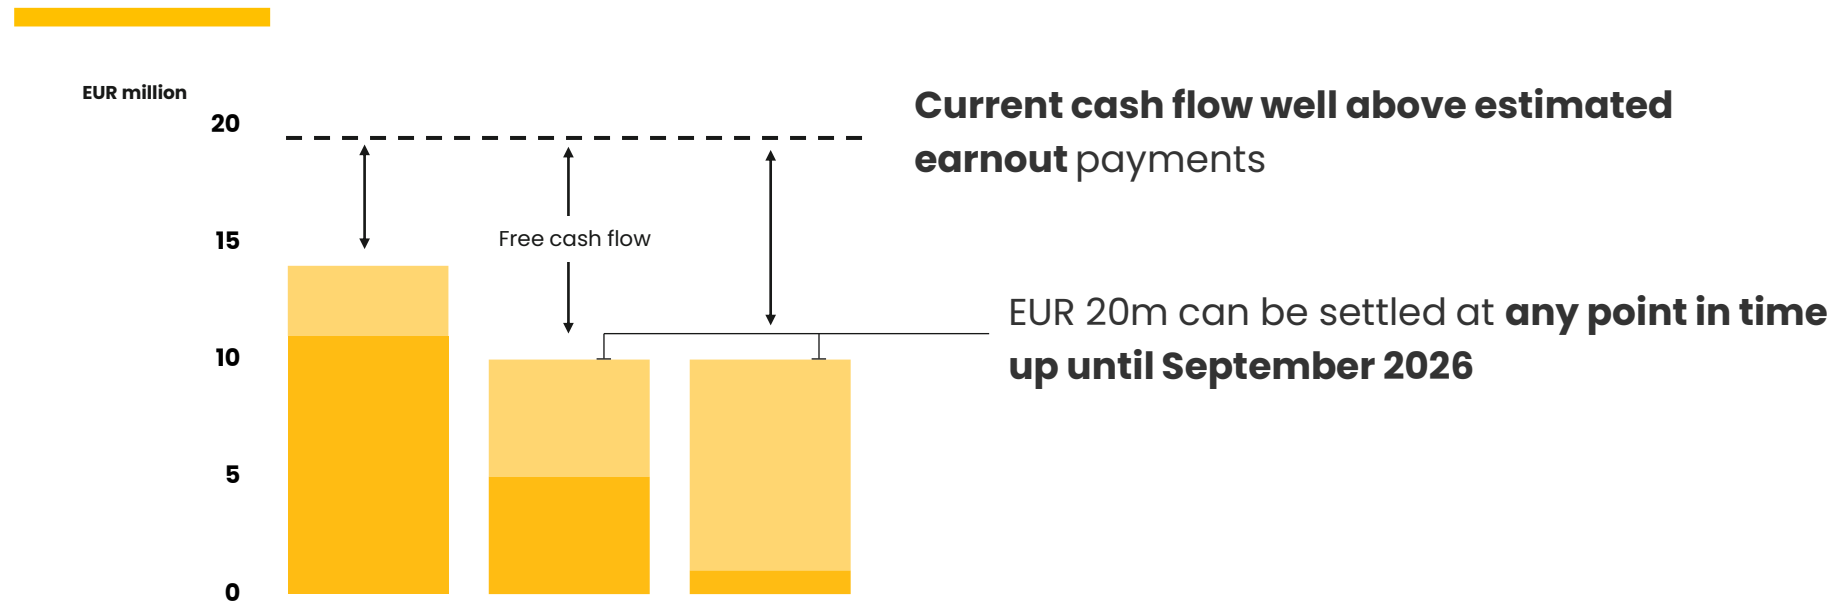 EUR million
20
15
10
5
0
Free cash flow
Current cash flow well above estimated
earnout payments
EUR 20m can be settled at any point in time
up until September 2026